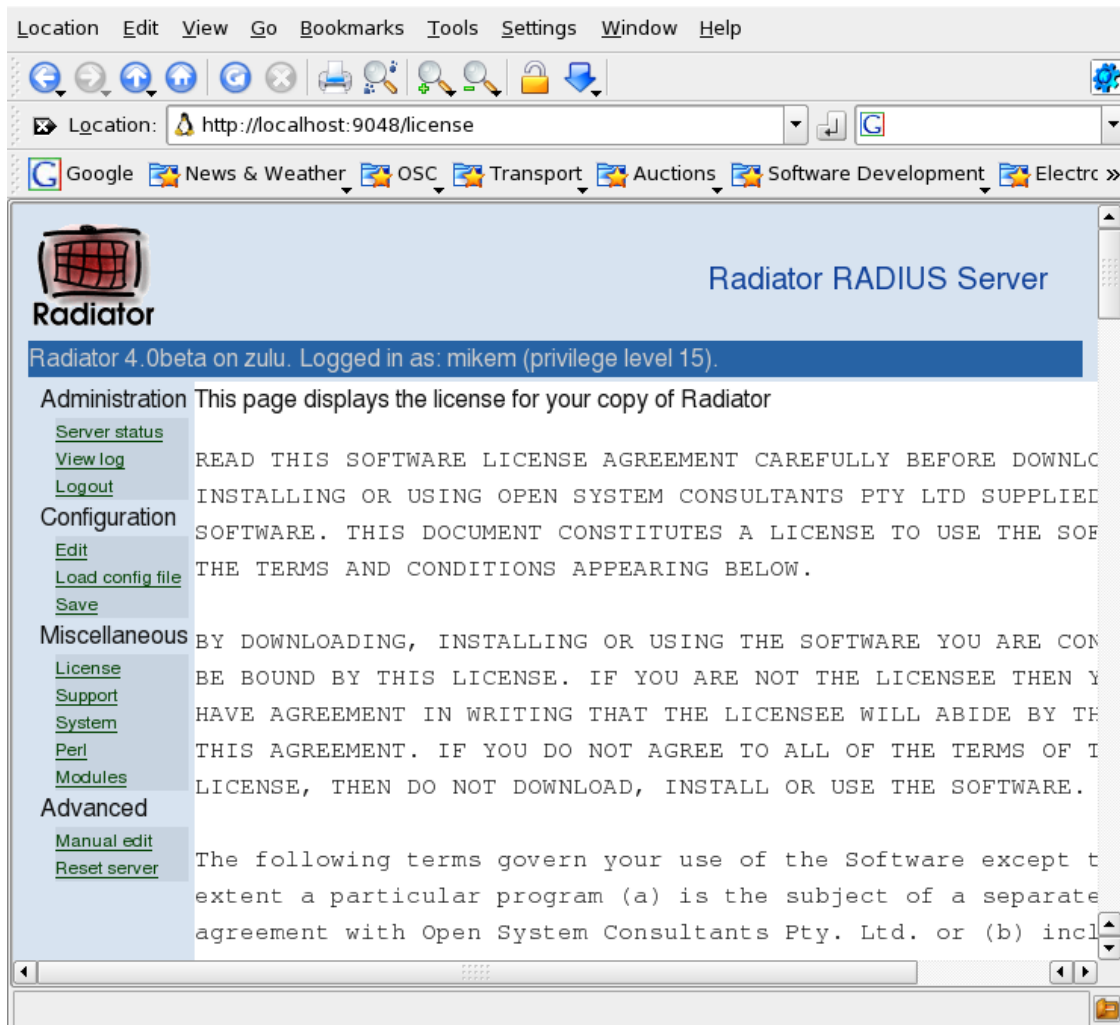 Location Edit View Go Bookmarks Tools Settings Window Help
Location: http://localhost:9048/license G
G Google News & Weather OSC Transport Auctions Software Development Electrc »
Radiator
Radiator RADIUS Server
Radiator 4.0beta on zulu. Logged in as: mikem (privilege level 15).
Administration
Server status
View log
Logout
Configuration
Edit
Load config file
Save
Miscellaneous
License
Support
System
Perl
Modules
Advanced
Manual edit
Reset server
This page displays the license for your copy of Radiator
READ THIS SOFTWARE LICENSE AGREEMENT CAREFULLY BEFORE DOWNLO
INSTALLING OR USING OPEN SYSTEM CONSULTANTS PTY LTD SUPPLIED
SOFTWARE. THIS DOCUMENT CONSTITUTES A LICENSE TO USE THE SOF
THE TERMS AND CONDITIONS APPEARING BELOW.
BY DOWNLOADING, INSTALLING OR USING THE SOFTWARE YOU ARE CON
BE BOUND BY THIS LICENSE. IF YOU ARE NOT THE LICENSEE THEN Y
HAVE AGREEMENT IN WRITING THAT THE LICENSEE WILL ABIDE BY TH
THIS AGREEMENT. IF YOU DO NOT AGREE TO ALL OF THE TERMS OF T
LICENSE, THEN DO NOT DOWNLOAD, INSTALL OR USE THE SOFTWARE.
The following terms govern your use of the Software except t
extent a particular program (a) is the subject of a separate
agreement with Open System Consultants Pty. Ltd. or (b) incl